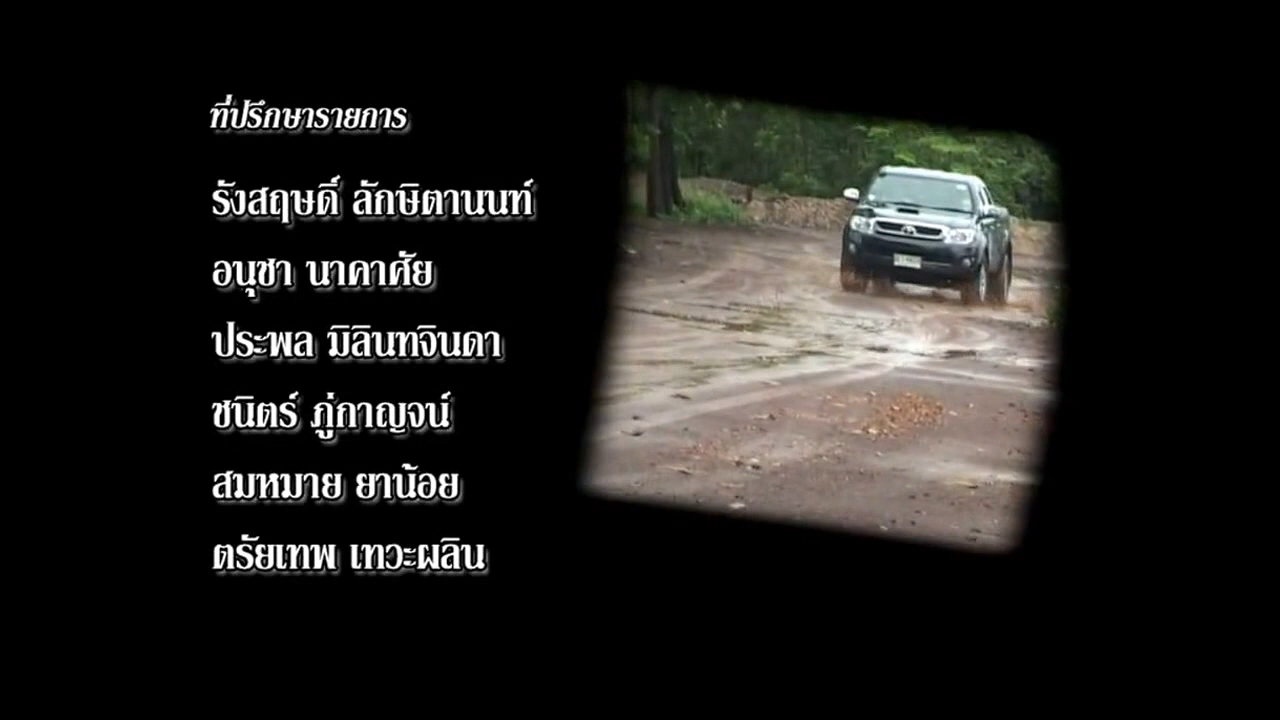 ที่ปรึกษารายการ
รังสฤษดิ์ ลักษิตานนท์
อนุชา นาคาศัย
ประพล มิลินทจินดา
ชนิตร์ ภู่กาญจน์
สมหมาย ยาน้อย
ตรัยเทพ เทวะผลิน